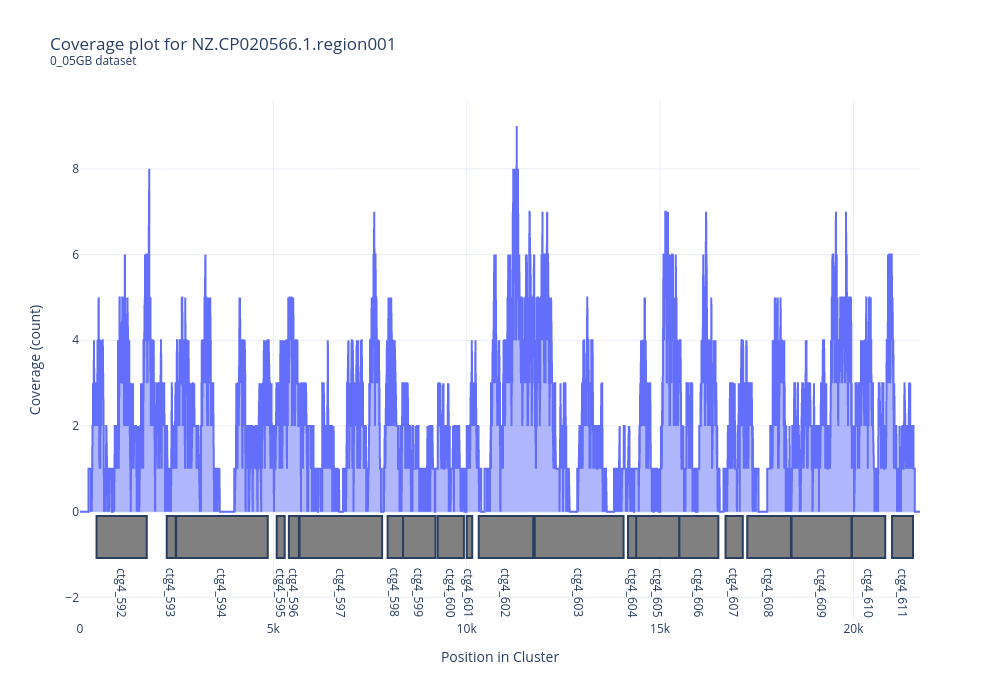 Coverage plot for NZ.CP020566.1.region001
0_05GB dataset
8
6
4
2
0
−2
Coverage (count)
ctg4_592
ctg4_593
ctg4_594
ctg4_595
ctg4_596
ctg4_597
ctg4_598
ctg4_599
ctg4_600
ctg4_601
ctg4_602
ctg4_603
ctg4_604
ctg4_605
ctg4_606
ctg4_607
ctg4_608
ctg4_609
ctg4_610
ctg4_611
0 5k 10k 15k 20k
Position in Cluster